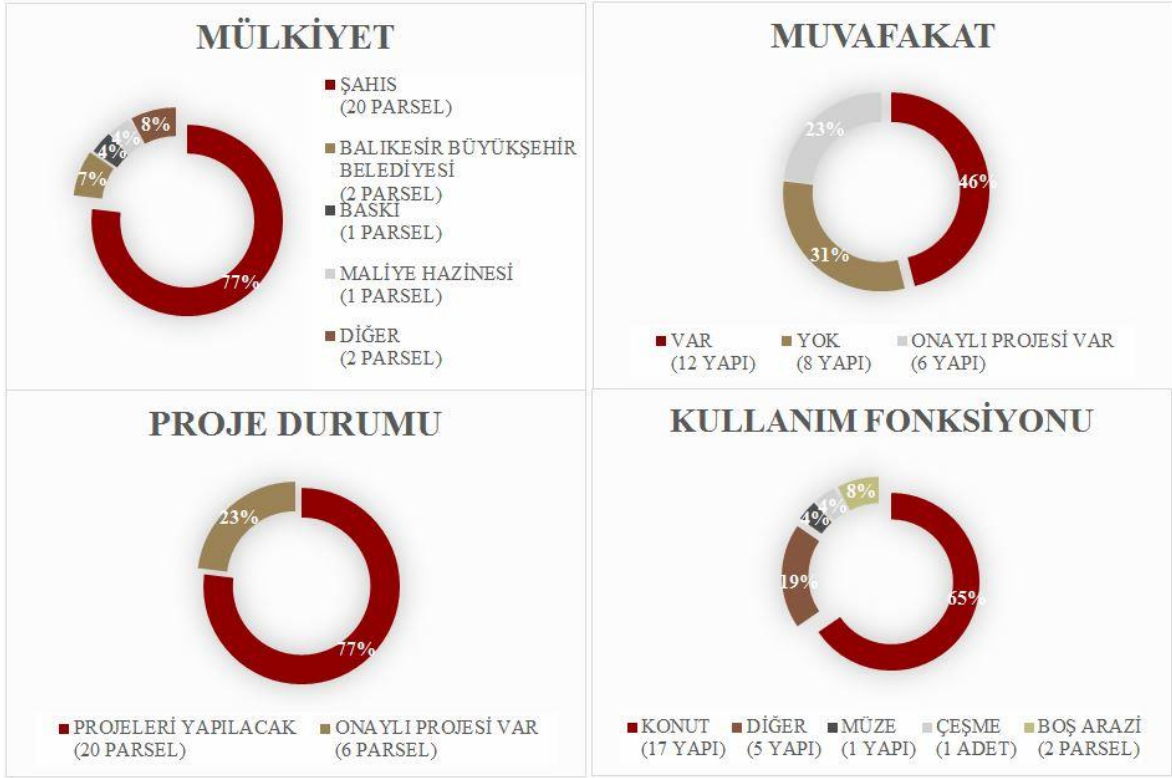 MÜLKİYET
8%
4%
4%
7%
77%
ŞAHIS
(20 PARSEL)
BALIKESİR BÜYÜKŞEHİR
BELEDİYESİ
(2 PARSEL)
BASKİ
(1 PARSEL)
MALİYE HAZİNESİ
(1 PARSEL)
DİĞER
(2 PARSEL)
MUVAFAKAT
23%
46%
31%
VAR
(12 YAPI)
YOK
(8 YAPI)
ONAYLI PROJESİ VAR
(6 YAPI)
PROJE DURUMU
23%
77%
PROJELERİ YAPILACAK
(20 PARSEL)
ONAYLI PROJESİ VAR
(6 PARSEL)
KULLANIM FONKSİYONU
8%
4%
4%
19%
65%
KONUT
(17 YAPI)
DİĞER
(5 YAPI)
MÜZE
(1 YAPI)
ÇEŞME
(1 ADET)
BOŞ ARAZİ
(2 PARSEL)